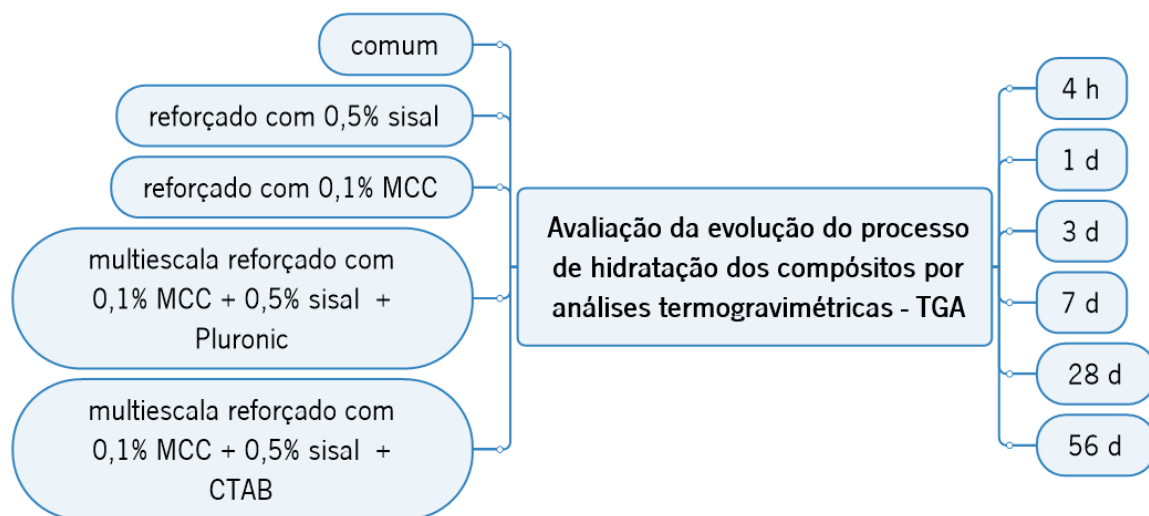 comum
reforçado com 0,5% sisal
reforçado com 0,1% MCC
multiescala reforçado com
0,1% MCC + 0,5% sisal +
Pluronic
multiescala reforçado com
0,1% MCC + 0,5% sisal +
CTAB
Avaliação da evolução do processo
de hidratação dos compósitos por
análises termogravimétricas - TGA
4 h
1 d
3 d
7 d
28 d
56 d